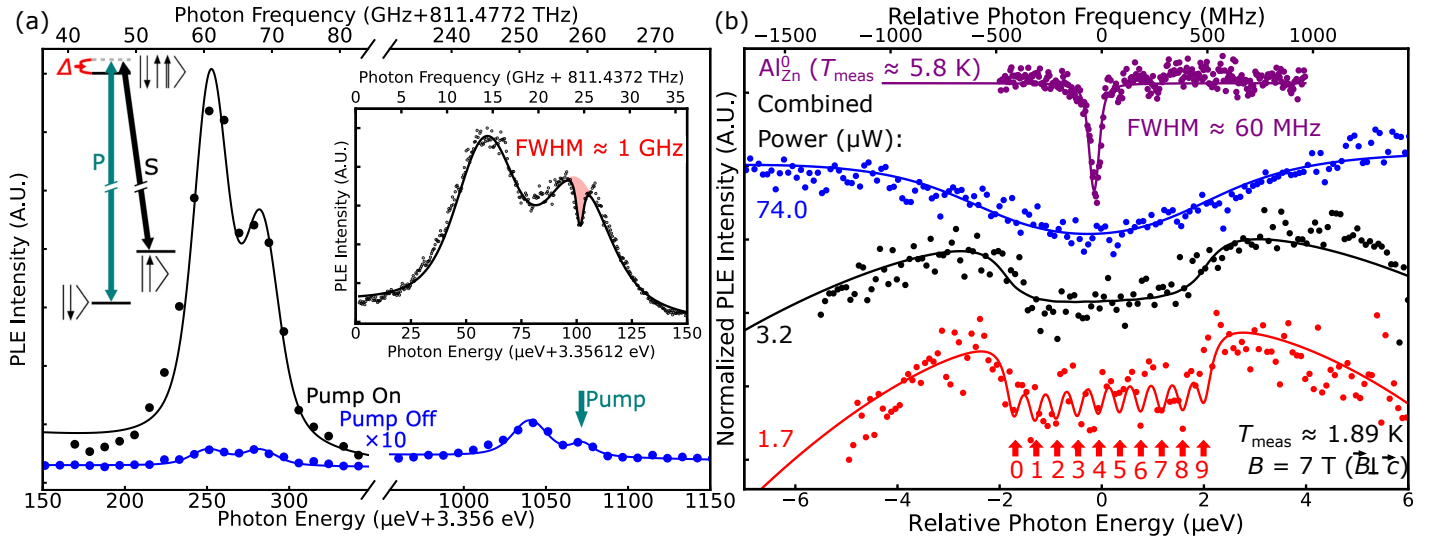 (a)
Photon Frequency (GHz+811.4772 THz)
40 50 60 70 80 240 250 260 270
Δ
|↓↓↑↑⟩
P
S
|↑↑⟩
|↓↓⟩
PLE Intensity (A.U.)
Pump On
Pump Off
×10
Pump
150 200 250 300 1000 1050 1100 1150
Photon Energy (μeV+3.356 eV)
Photon Frequency (GHz + 811.4372 THz)
0 5 10 15 20 25 30 35
FWHM ≈ 1 GHz
PLE Intensity (A.U.)
0 25 50 75 100 125 150
Photon Energy (μeV+3.35612 eV)
(b)
Relative Photon Frequency (MHz)
−1500 −1000 −500 0 500 1000
Al⁰Zn (Tmeas ≈ 5.8 K)
Combined
Power (μW):
FWHM ≈ 60 MHz
74.0
3.2
1.7
0 1 2 3 4 5 6 7 8 9
Tmeas ≈ 1.89 K
B = 7 T (B⊥c)
Normalized PLE Intensity (A.U.)
−6 −4 −2 0 2 4 6
Relative Photon Energy (μeV)